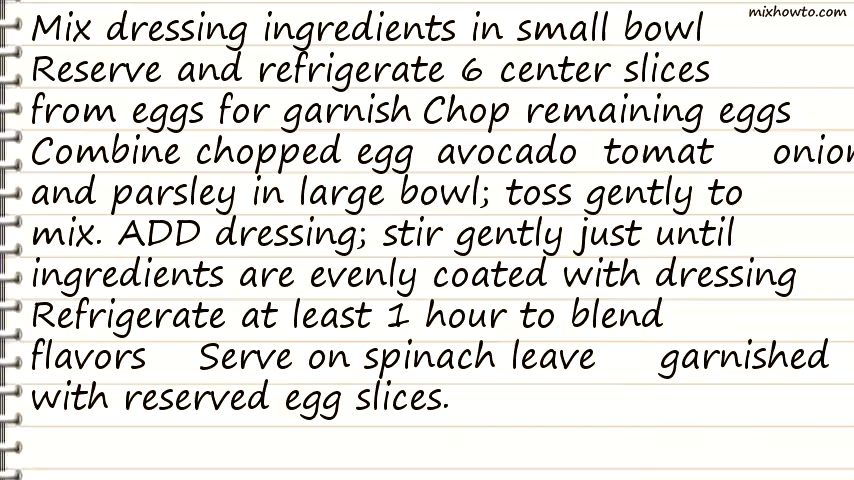 mixhowto.com
Mix dressing ingredients in small bowl
Reserve and refrigerate 6 center slices
from eggs for garnish Chop remaining eggs
Combine chopped egg avocado tomat onion
and parsley in large bowl; toss gently to
mix. ADD dressing; stir gently just until
ingredients are evenly coated with dressing
Refrigerate at least 1 hour to blend
flavors Serve on spinach leave garnished
with reserved egg slices.